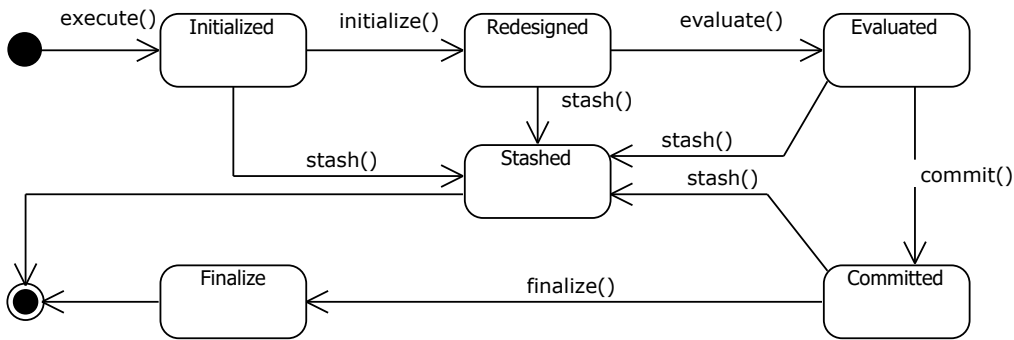 execute()
Initialized
initialize()
Redesigned
evaluate()
Evaluated
stash()
stash()
stash()
Stashed
stash()
commit()
Finalize
finalize()
Committed